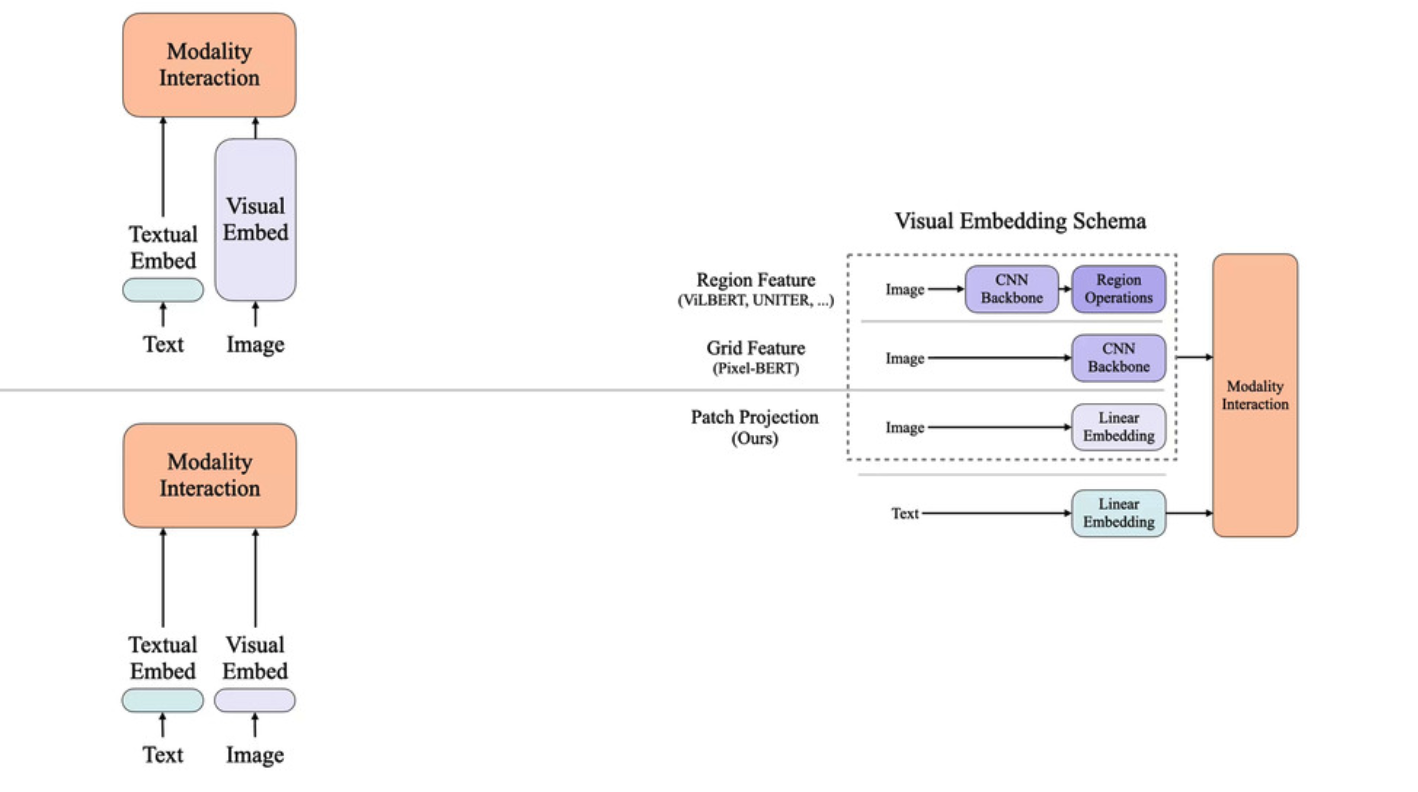 Modality
Interaction
Visual
Embed
Textual
Embed
Text
Image
Modality
Interaction
Textual
Embed
Visual
Embed
Text
Image
Visual Embedding Schema
Region Feature
(ViLBERT, UNITER, ...)
Image
CNN
Backbone
Region
Operations
Grid Feature
(Pixel-BERT)
Image
CNN
Backbone
Patch Projection
(Ours)
Image
Linear
Embedding
Text
Linear
Embedding
Modality
Interaction